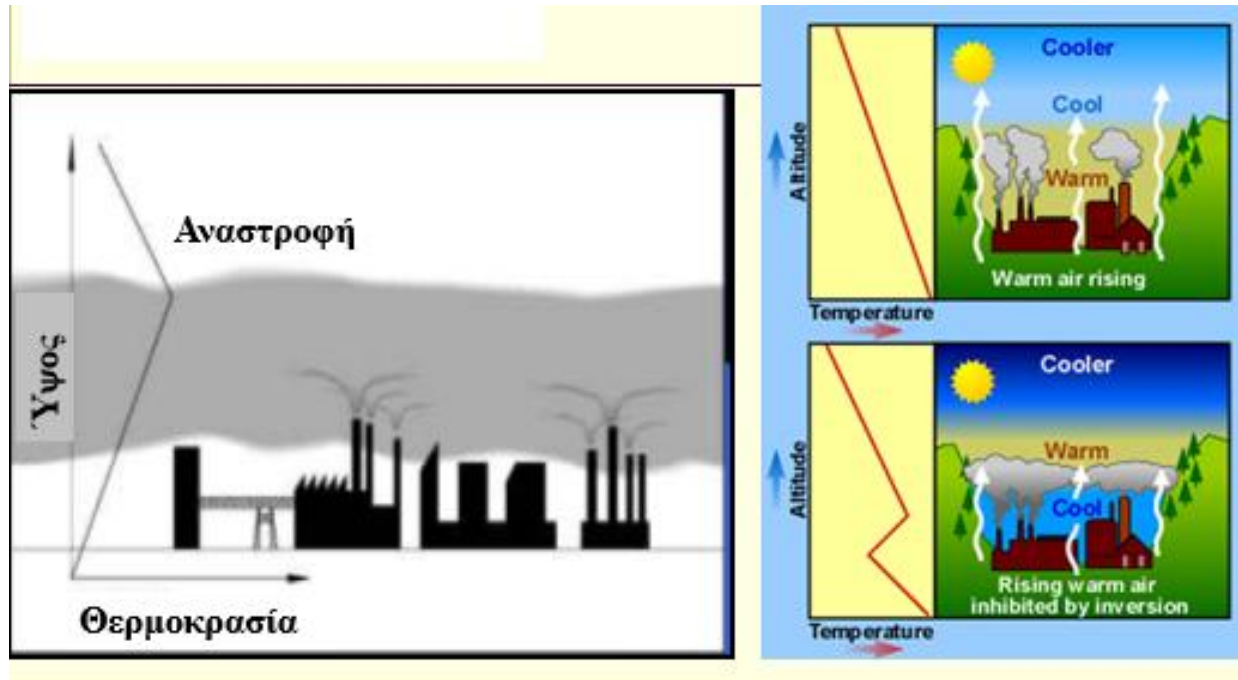 Αναστροφή
Ύψος
Θερμοκρασία
Altitude
Temperature
Cooler
Cool
Warm
Warm air rising
Altitude
Temperature
Cooler
Warm
Cool
Rising warm air
inhibited by inversion